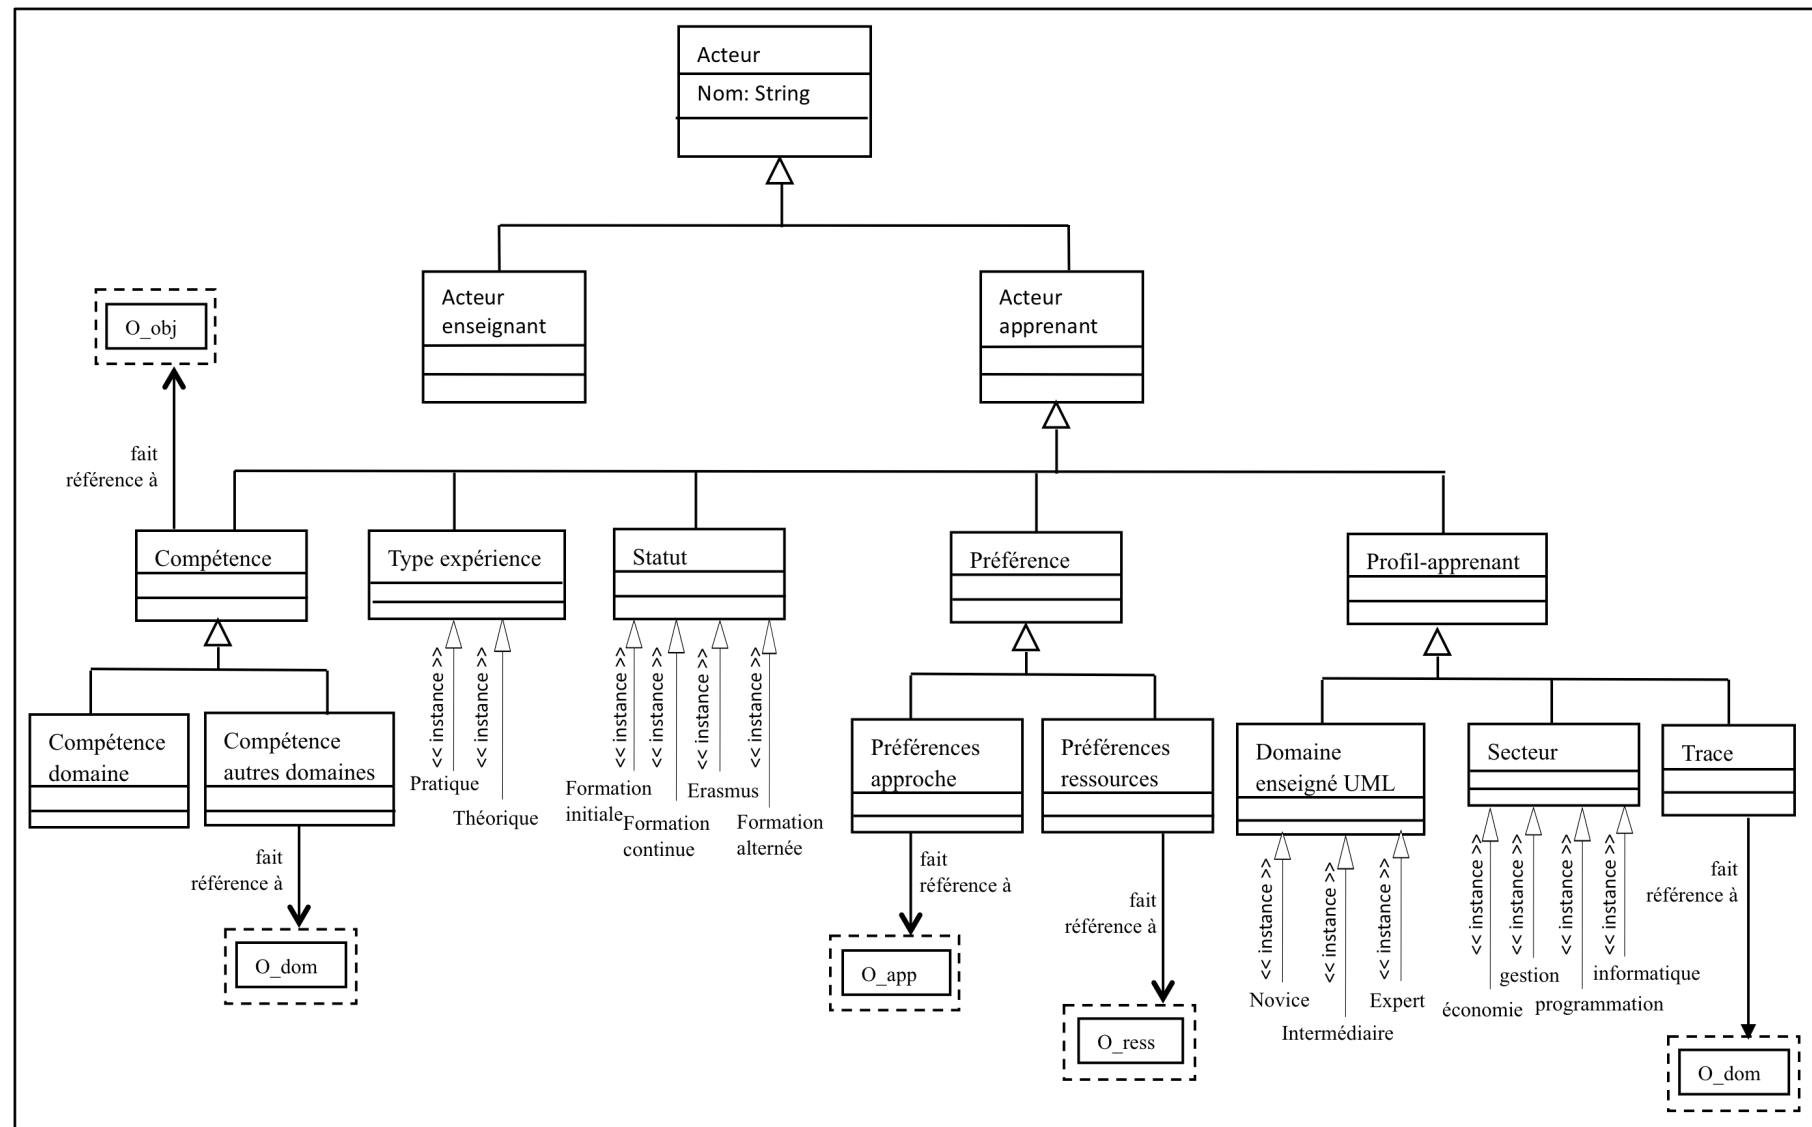 Acteur
Nom: String
Acteur
enseignant
Acteur
apprenant
O_obj
fait
référence à
Compétence
Type expérience
Statut
Préférence
Profil-apprenant
<< instance >>
<< instance >>
<< instance >>
<< instance >>
<< instance >>
<< instance >>
Compétence
domaine
Compétence
autres domaines
Pratique
Théorique
Formation
initiale
Formation
continue
Erasmus
Formation
alternée
Préférences
approche
Préférences
ressources
Domaine
enseigné UML
Secteur
Trace
fait
référence à
O_dom
fait
référence à
O_app
fait
référence à
O_ress
<< instance >>
<< instance >>
<< instance >>
Novice
Intermédiaire
Expert
<< instance >>
<< instance >>
<< instance >>
<< instance >>
économie
gestion
programmation
informatique
fait
référence à
O_dom